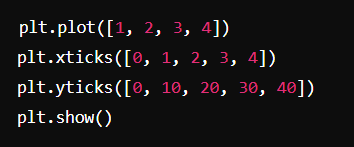 plt.plot([1, 2, 3, 4])
plt.xticks([0, 1, 2, 3, 4])
plt.yticks([0, 10, 20, 30, 40])
plt.show()